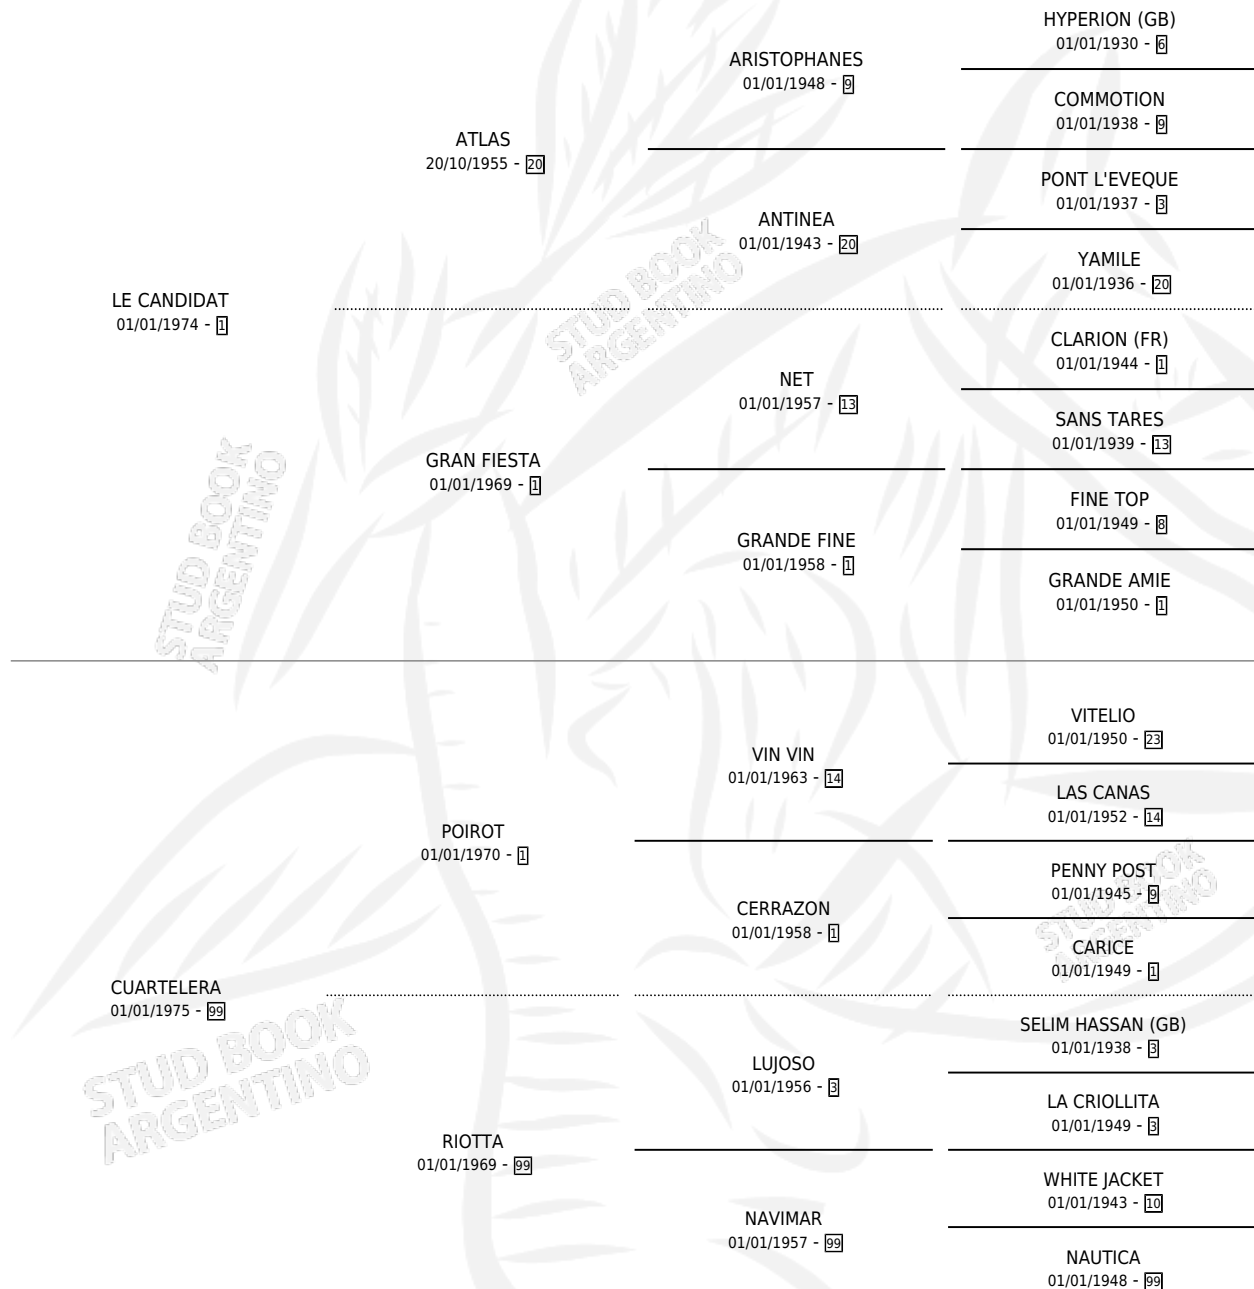 HYPERION (GB)
01/01/1930 - 6
ARISTOPHANES
01/01/1948 - 9
COMMOTION
01/01/1938 - 9
ATLAS
20/10/1955 - 20
PONT L'EVEQUE
01/01/1937 - 3
ANTINEA
01/01/1943 - 20
YAMILE
01/01/1936 - 20
LE CANDIDAT
01/01/1974 - 1
STUD BOOK
ARGENTINO
CLARION (FR)
01/01/1944 - 1
NET
01/01/1957 - 13
SANS TARES
01/01/1939 - 13
GRAN FIESTA
01/01/1969 - 1
FINE TOP
01/01/1949 - 8
GRANDE FINE
01/01/1958 - 1
GRANDE AMIE
01/01/1950 - 1
STUD BOOK
ARGENTINO
VITELIO
01/01/1950 - 23
VIN VIN
01/01/1963 - 14
LAS CANAS
01/01/1952 - 14
POIROT
01/01/1970 - 1
PENNY POST
01/01/1945 - 9
CERRAZON
01/01/1958 - 1
CARICE
01/01/1949 - 1
STUD BOOK
ARGENTINO
CUARTELERA
01/01/1975 - 99
SELIM HASSAN (GB)
01/01/1938 - 3
LUJOSO
01/01/1956 - 3
LA CRIOLLITA
01/01/1949 - 3
STUD BOOK
ARGENTINO
RIOTTA
01/01/1969 - 99
WHITE JACKET
01/01/1943 - 10
NAVIMAR
01/01/1957 - 99
NAUTICA
01/01/1948 - 99